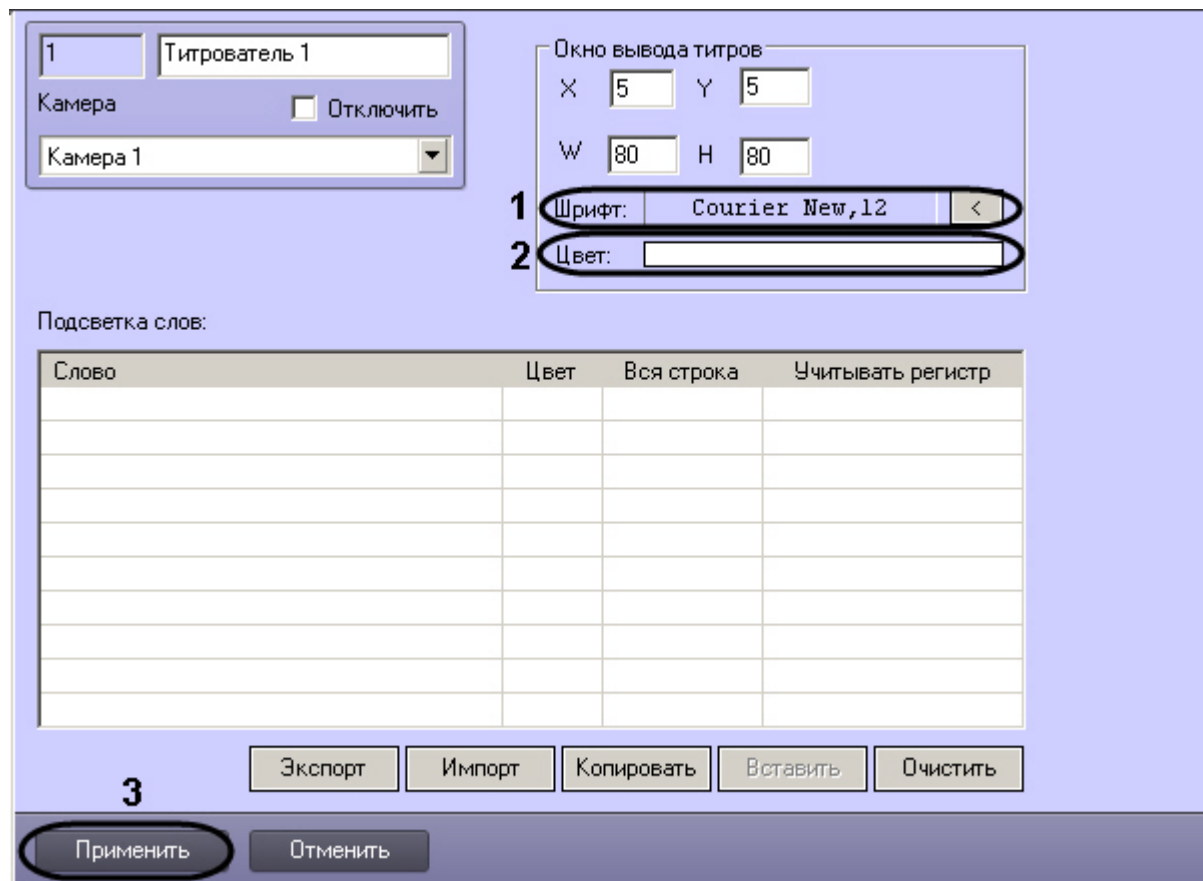 1 Титрователь 1
Камера Отключить
Камера 1
Окно вывода титров
X 5 Y 5
W 80 H 80
1 Шрифт: Courier New,12 <
2 Цвет:
Подсветка слов:
Слово Цвет Вся строка Учитывать регистр
Экспорт Импорт Копировать Вставить Очистить
3
Применить Отменить